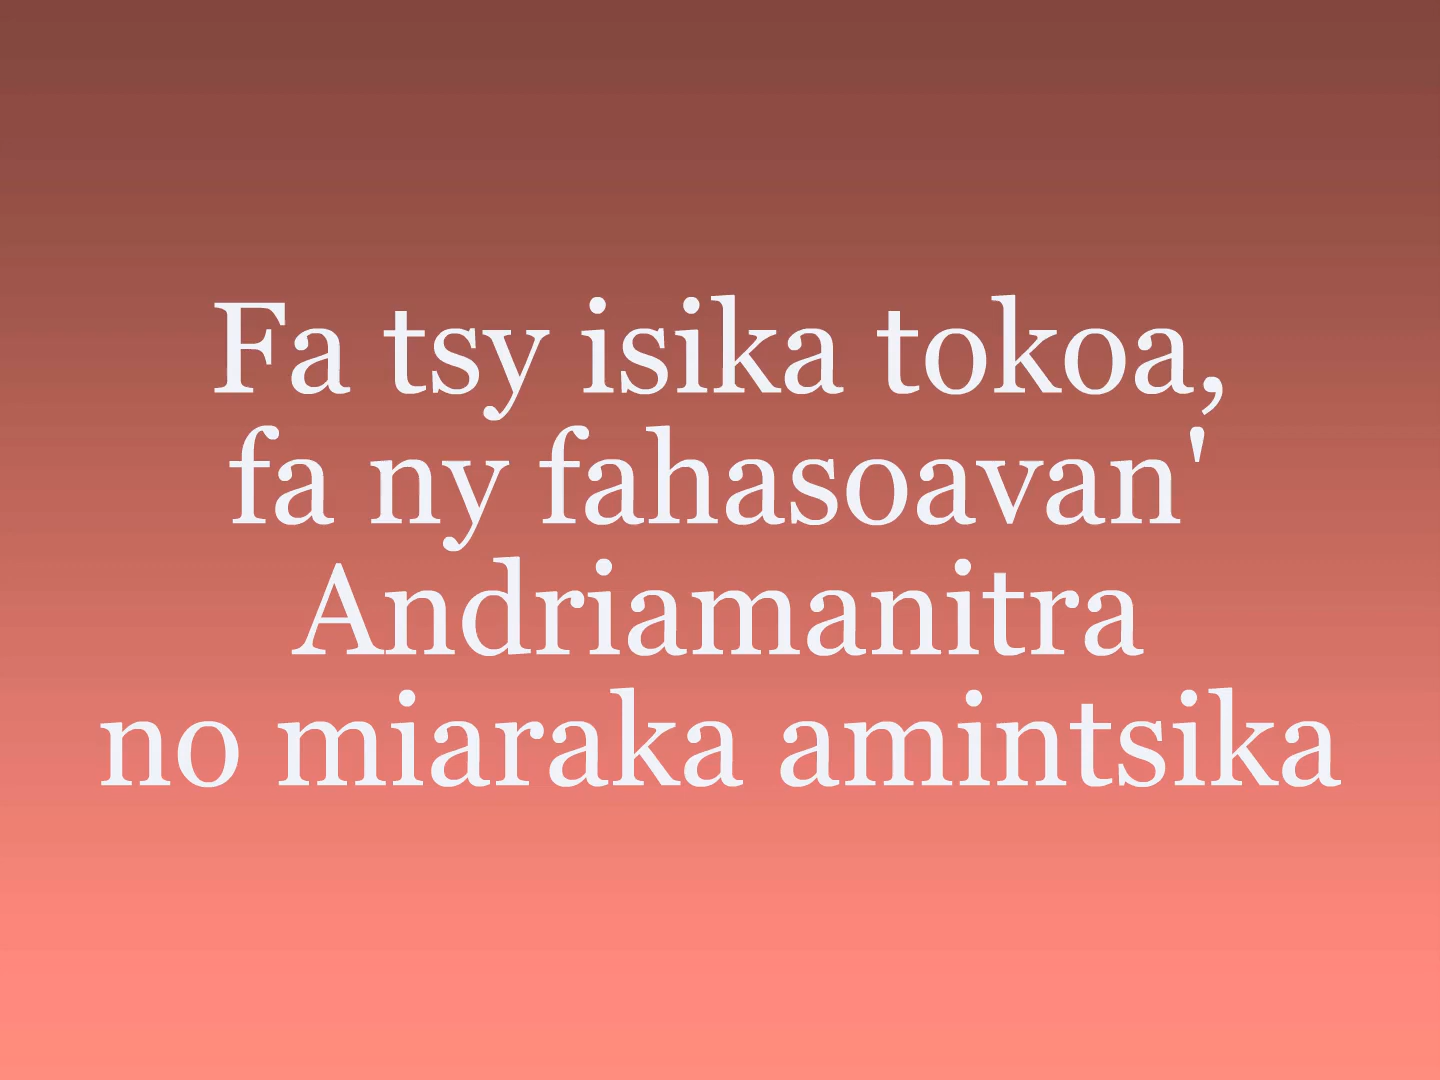 Fa tsy isika tokoa,
fa ny fahasoavan'
Andriamanitra
no miaraka amintsika